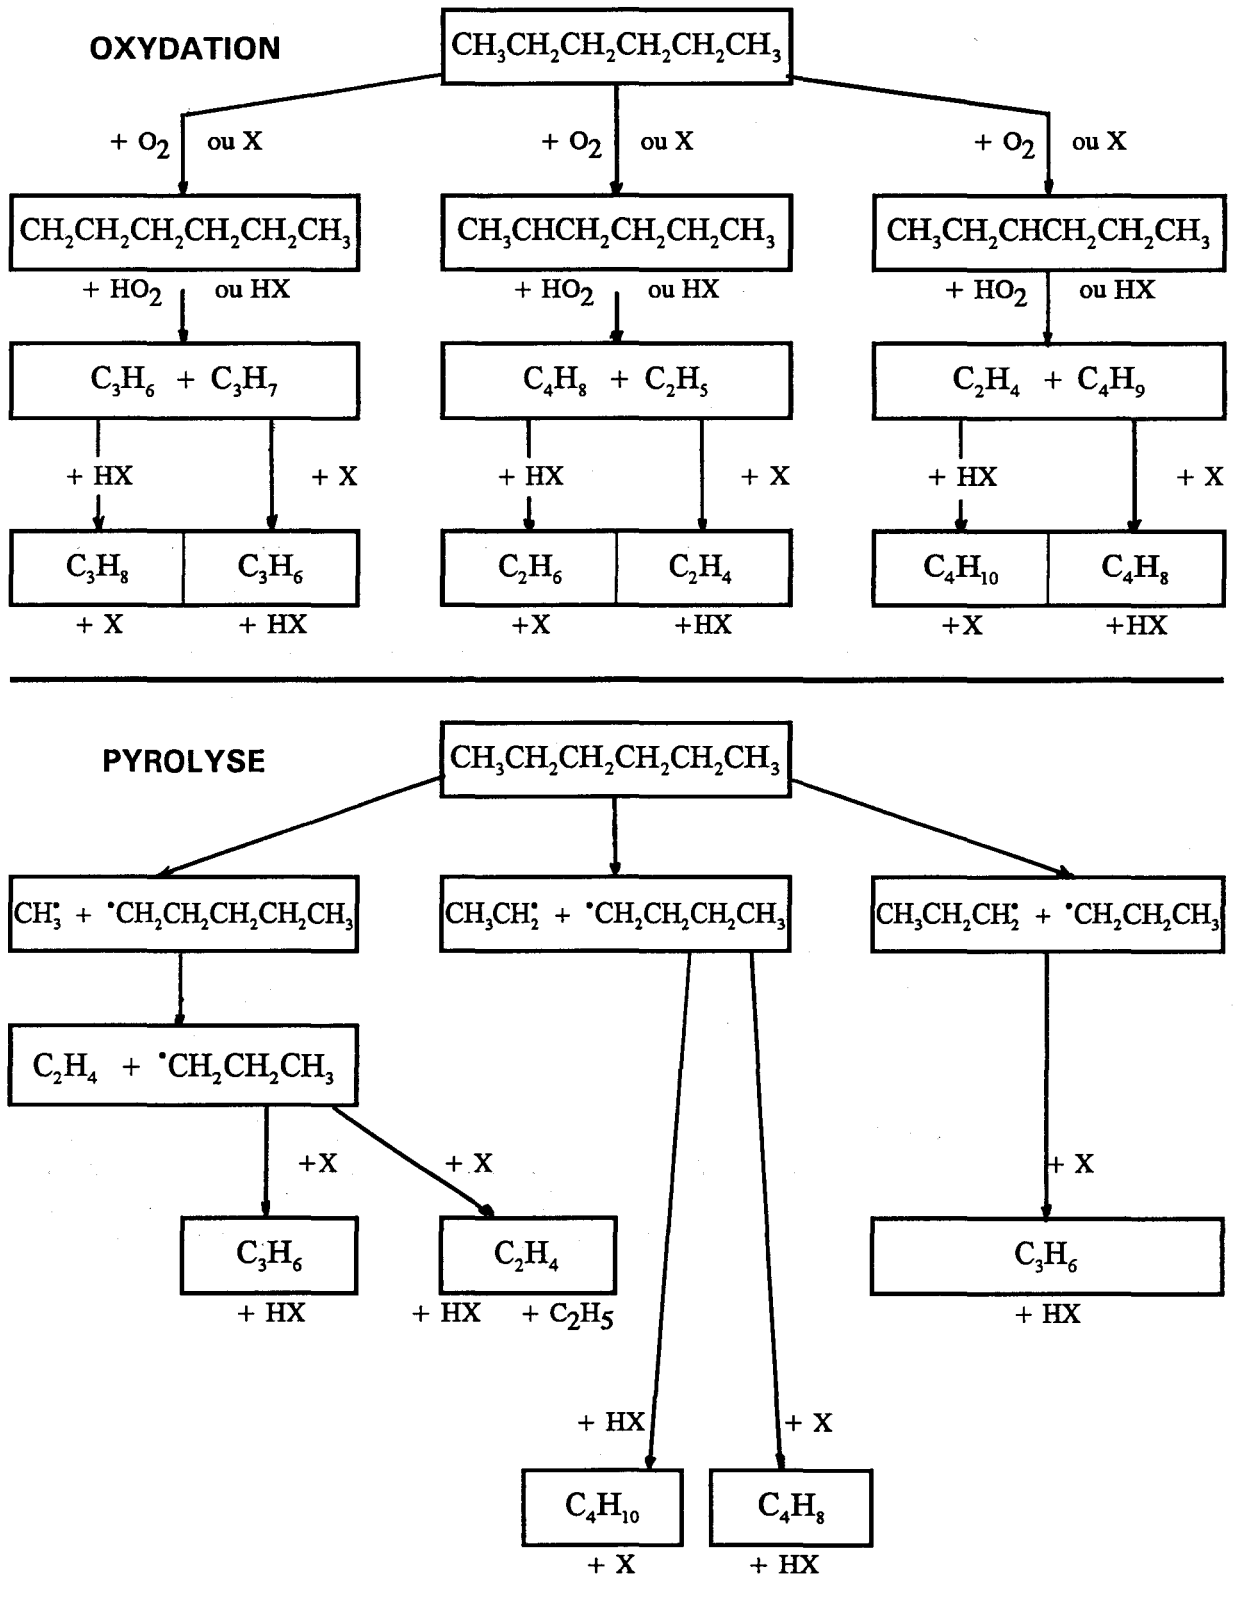 OXYDATION
CH₃CH₂CH₂CH₂CH₂CH₃
+ O₂ ou X + O₂ ou X + O₂ ou X
CH₂CH₂CH₂CH₂CH₂CH₃ CH₃CHCH₂CH₂CH₂CH₃ CH₃CH₂CHCH₂CH₂CH₃
+ HO₂ ou HX + HO₂ ou HX + HO₂ ou HX
C₃H₆ + C₃H₇ C₄H₈ + C₂H₅ C₂H₄ + C₄H₉
+ HX + X + HX + X + HX + X
C₃H₈ C₃H₆ C₂H₆ C₂H₄ C₄H₁₀ C₄H₈
+ X + HX +X +HX +X +HX
PYROLYSE
CH₃CH₂CH₂CH₂CH₂CH₃
CH₃• + •CH₂CH₂CH₂CH₂CH₃ CH₃CH₂• + •CH₂CH₂CH₂CH₃ CH₃CH₂CH₂• + •CH₂CH₂CH₃
C₂H₄ + •CH₂CH₂CH₃
+X + X + X
C₃H₆ C₂H₄ C₃H₆
+ HX + HX + C₂H₅ + HX
+ HX + X
C₄H₁₀ C₄H₈
+ X + HX